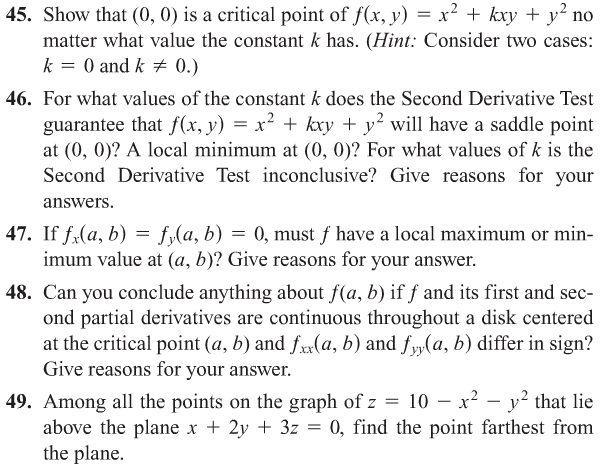 45. Show that (0, 0) is a critical point of f(x, y) = x² + kxy + y² no
matter what value the constant k has. (Hint: Consider two cases:
k = 0 and k ≠ 0.)
46. For what values of the constant k does the Second Derivative Test
guarantee that f(x, y) = x² + kxy + y² will have a saddle point
at (0, 0)? A local minimum at (0, 0)? For what values of k is the
Second Derivative Test inconclusive? Give reasons for your
answers.
47. If fₓ(a, b) = f_y(a, b) = 0, must f have a local maximum or min-
imum value at (a, b)? Give reasons for your answer.
48. Can you conclude anything about f(a, b) if f and its first and sec-
ond partial derivatives are continuous throughout a disk centered
at the critical point (a, b) and fₓₓ(a, b) and f_yy(a, b) differ in sign?
Give reasons for your answer.
49. Among all the points on the graph of z = 10 − x² − y² that lie
above the plane x + 2y + 3z = 0, find the point farthest from
the plane.